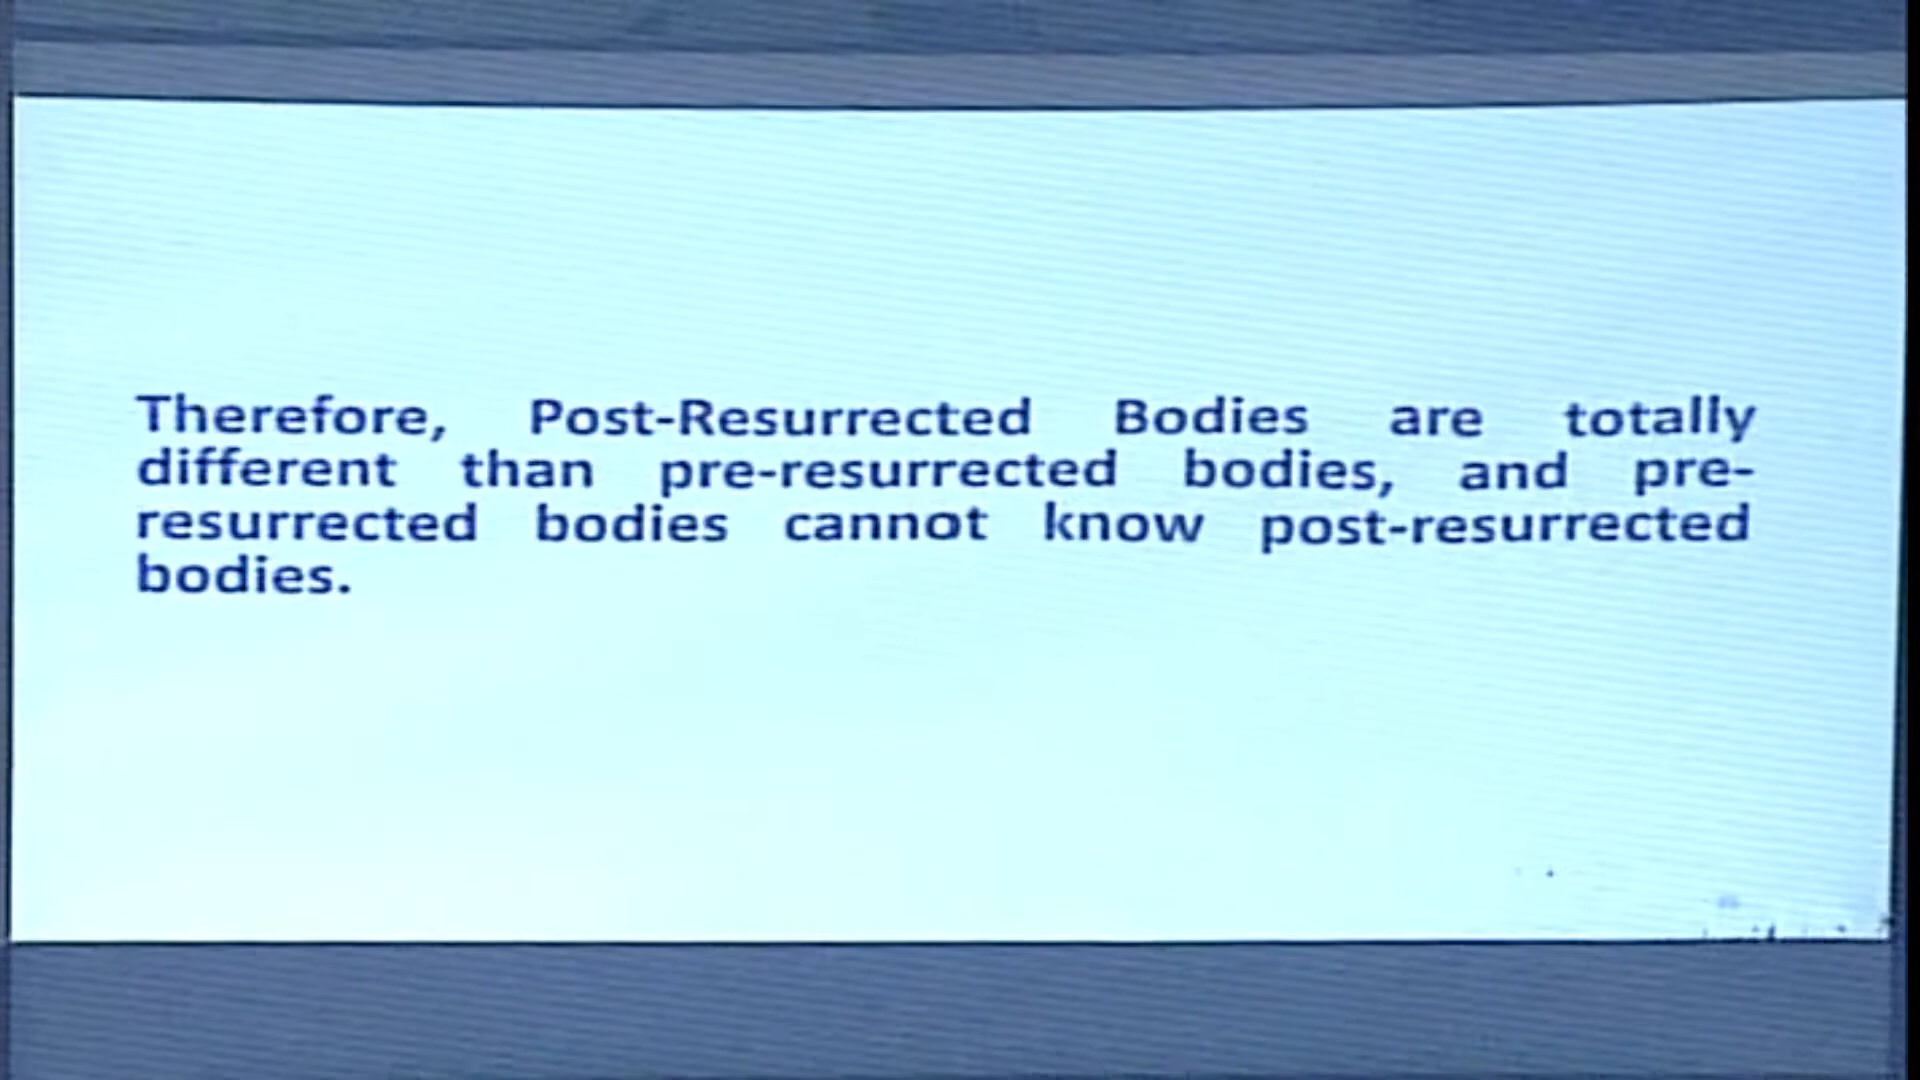 Therefore, Post-Resurrected Bodies are totally
different than pre-resurrected bodies, and pre-
resurrected bodies cannot know post-resurrected
bodies.